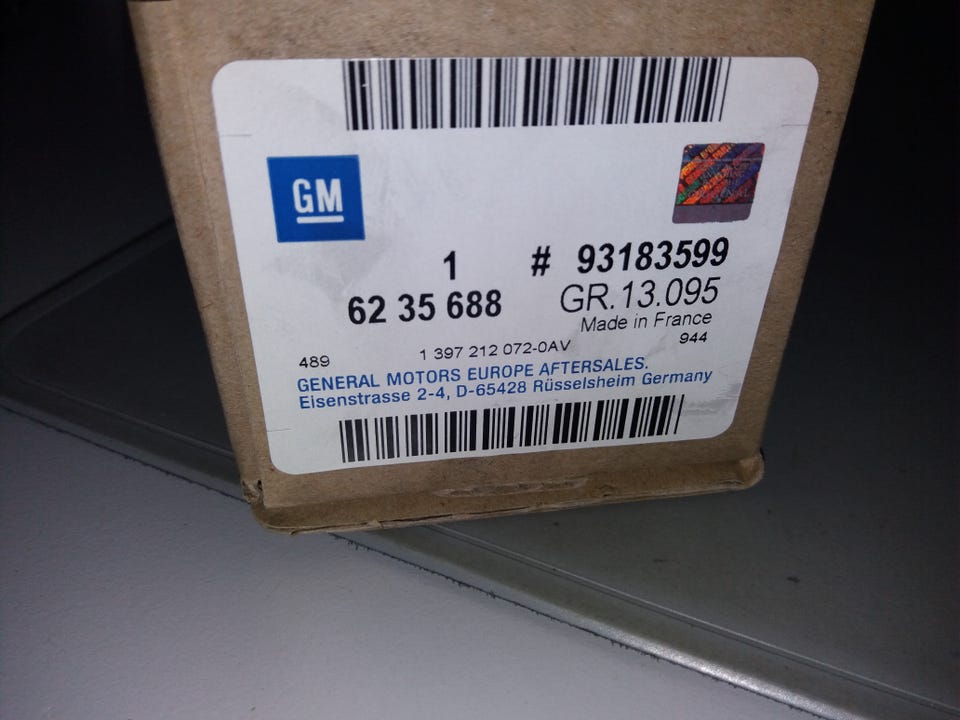 GM
1 # 93183599
62 35 688 GR.13.095
Made in France
489 1 397 212 072-0AV 944
GENERAL MOTORS EUROPE AFTERSALES.
Eisenstrasse 2-4, D-65428 Rüsselsheim Germany